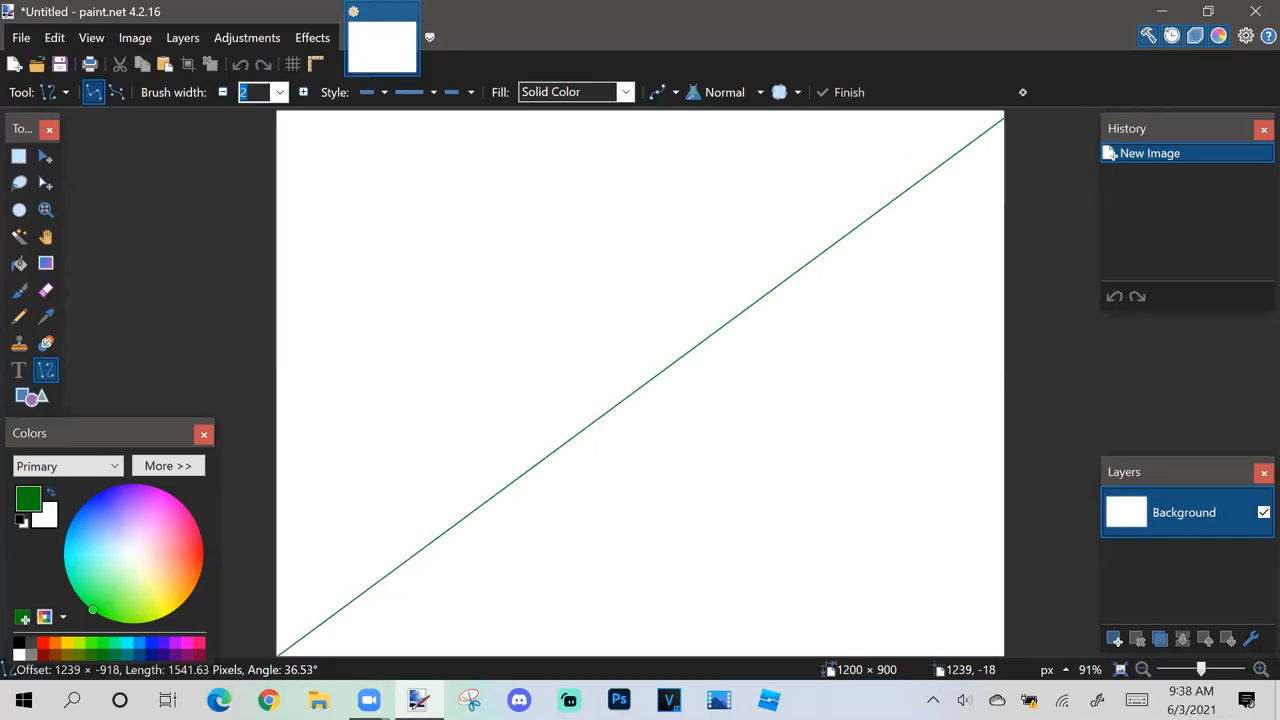 *Untitled - paint.net 4.2.16
File Edit View Image Layers Adjustments Effects
Tool: Brush width: 2 Style: Fill: Solid Color Normal Finish
To...
History
New Image
T
Colors
Primary More >>
Layers
Background
Offset: 1239 × -918, Length: 1541.63 Pixels, Angle: 36.53° 1200 × 900 1239, -18 px 91%
Ps V 9:38 AM
6/3/2021